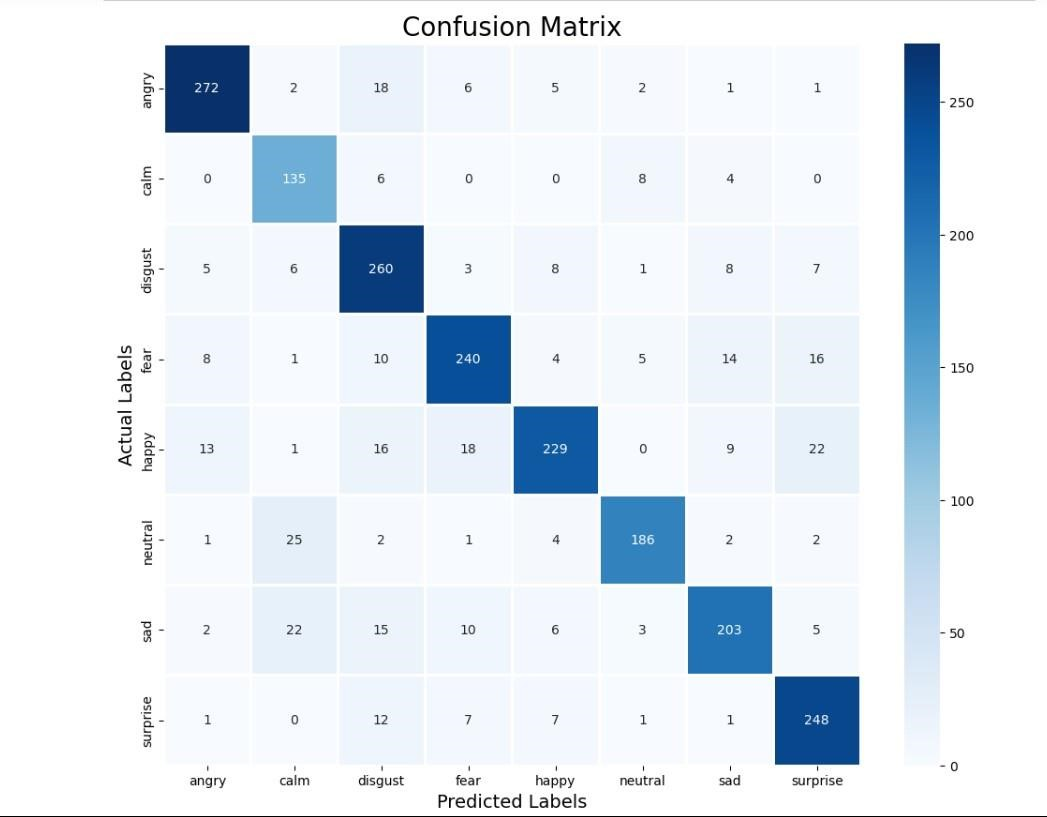 Confusion Matrix
angry 272 2 18 6 5 2 1 1
calm 0 135 6 0 0 8 4 0
disgust 5 6 260 3 8 1 8 7
fear 8 1 10 240 4 5 14 16
happy 13 1 16 18 229 0 9 22
neutral 1 25 2 1 4 186 2 2
sad 2 22 15 10 6 3 203 5
surprise 1 0 12 7 7 1 1 248
angry calm disgust fear happy neutral sad surprise
Predicted Labels
Actual Labels
250
200
150
100
50
0